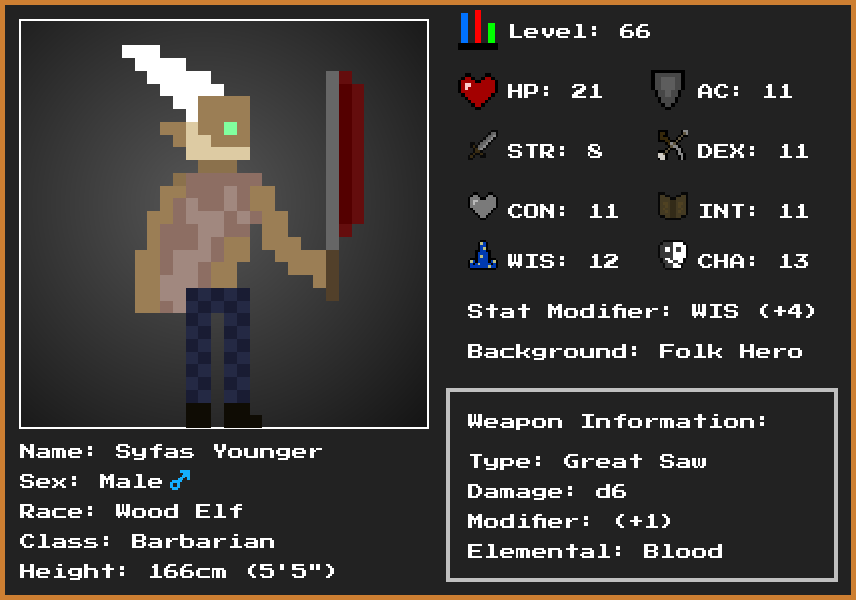 Level: 66
HP: 21
AC: 11
STR: 8
DEX: 11
CON: 11
INT: 11
WIS: 12
CHA: 13
Stat Modifier: WIS (+4)
Background: Folk Hero
Weapon Information:
Type: Great Saw
Damage: d6
Modifier: (+1)
Elemental: Blood
Name: Syfas Younger
Sex: Male♂
Race: Wood Elf
Class: Barbarian
Height: 166cm (5'5")